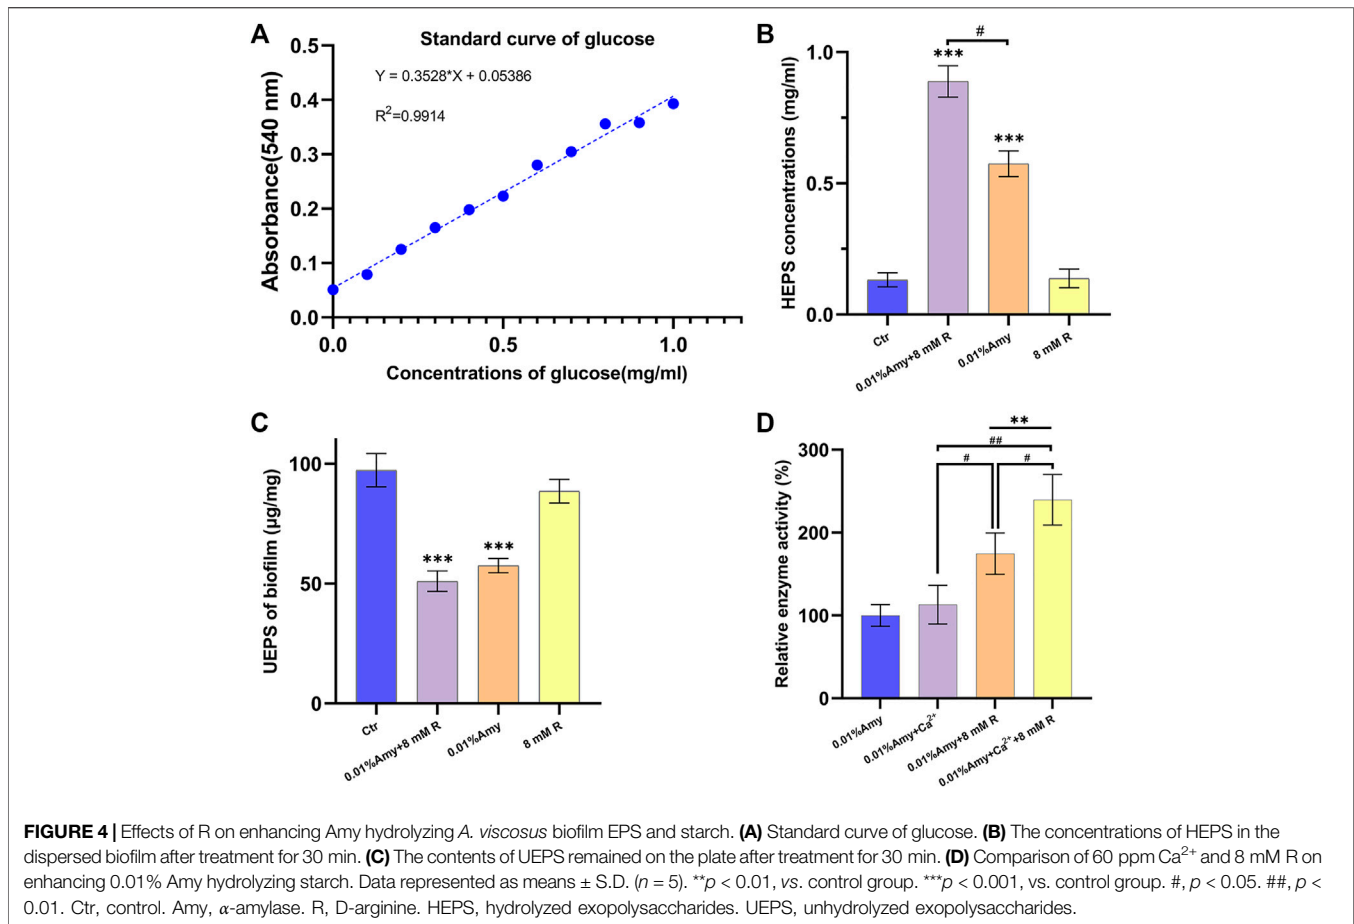 A
Standard curve of glucose
Y = 0.3528*X + 0.05386
R²=0.9914
Absorbance(540 nm)
0.5
0.4
0.3
0.2
0.1
0.0
0.0
0.5
1.0
Concentrations of glucose(mg/ml)
B
HEPS concentrations (mg/ml)
1.0
0.5
0.0
#
***
***
Ctr
0.01%Amy+8 mM R
0.01%Amy
8 mM R
C
UEPS of biofilm (µg/mg)
100
50
0
***
***
Ctr
0.01%Amy+8 mM R
0.01%Amy
8 mM R
D
Relative enzyme activity (%)
300
200
100
0
**
##
#
#
0.01%Amy
0.01%Amy+Ca²⁺
0.01%Amy+8 mM R
0.01%Amy+Ca²⁺+8 mM R
FIGURE 4 | Effects of R on enhancing Amy hydrolyzing A. viscosus biofilm EPS and starch. (A) Standard curve of glucose. (B) The concentrations of HEPS in the
dispersed biofilm after treatment for 30 min. (C) The contents of UEPS remained on the plate after treatment for 30 min. (D) Comparison of 60 ppm Ca²⁺ and 8 mM R on
enhancing 0.01% Amy hydrolyzing starch. Data represented as means ± S.D. (n = 5). **p < 0.01, vs. control group. ***p < 0.001, vs. control group. #, p < 0.05. ##, p <
0.01. Ctr, control. Amy, α-amylase. R, D-arginine. HEPS, hydrolyzed exopolysaccharides. UEPS, unhydrolyzed exopolysaccharides.